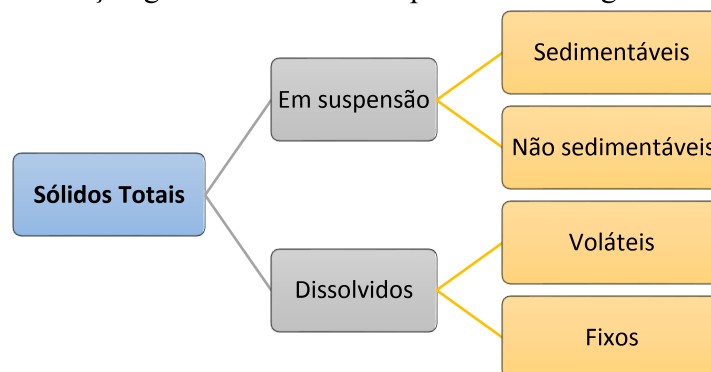 Sedimentáveis
Em suspensão
Não sedimentáveis
Sólidos Totais
Voláteis
Dissolvidos
Fixos